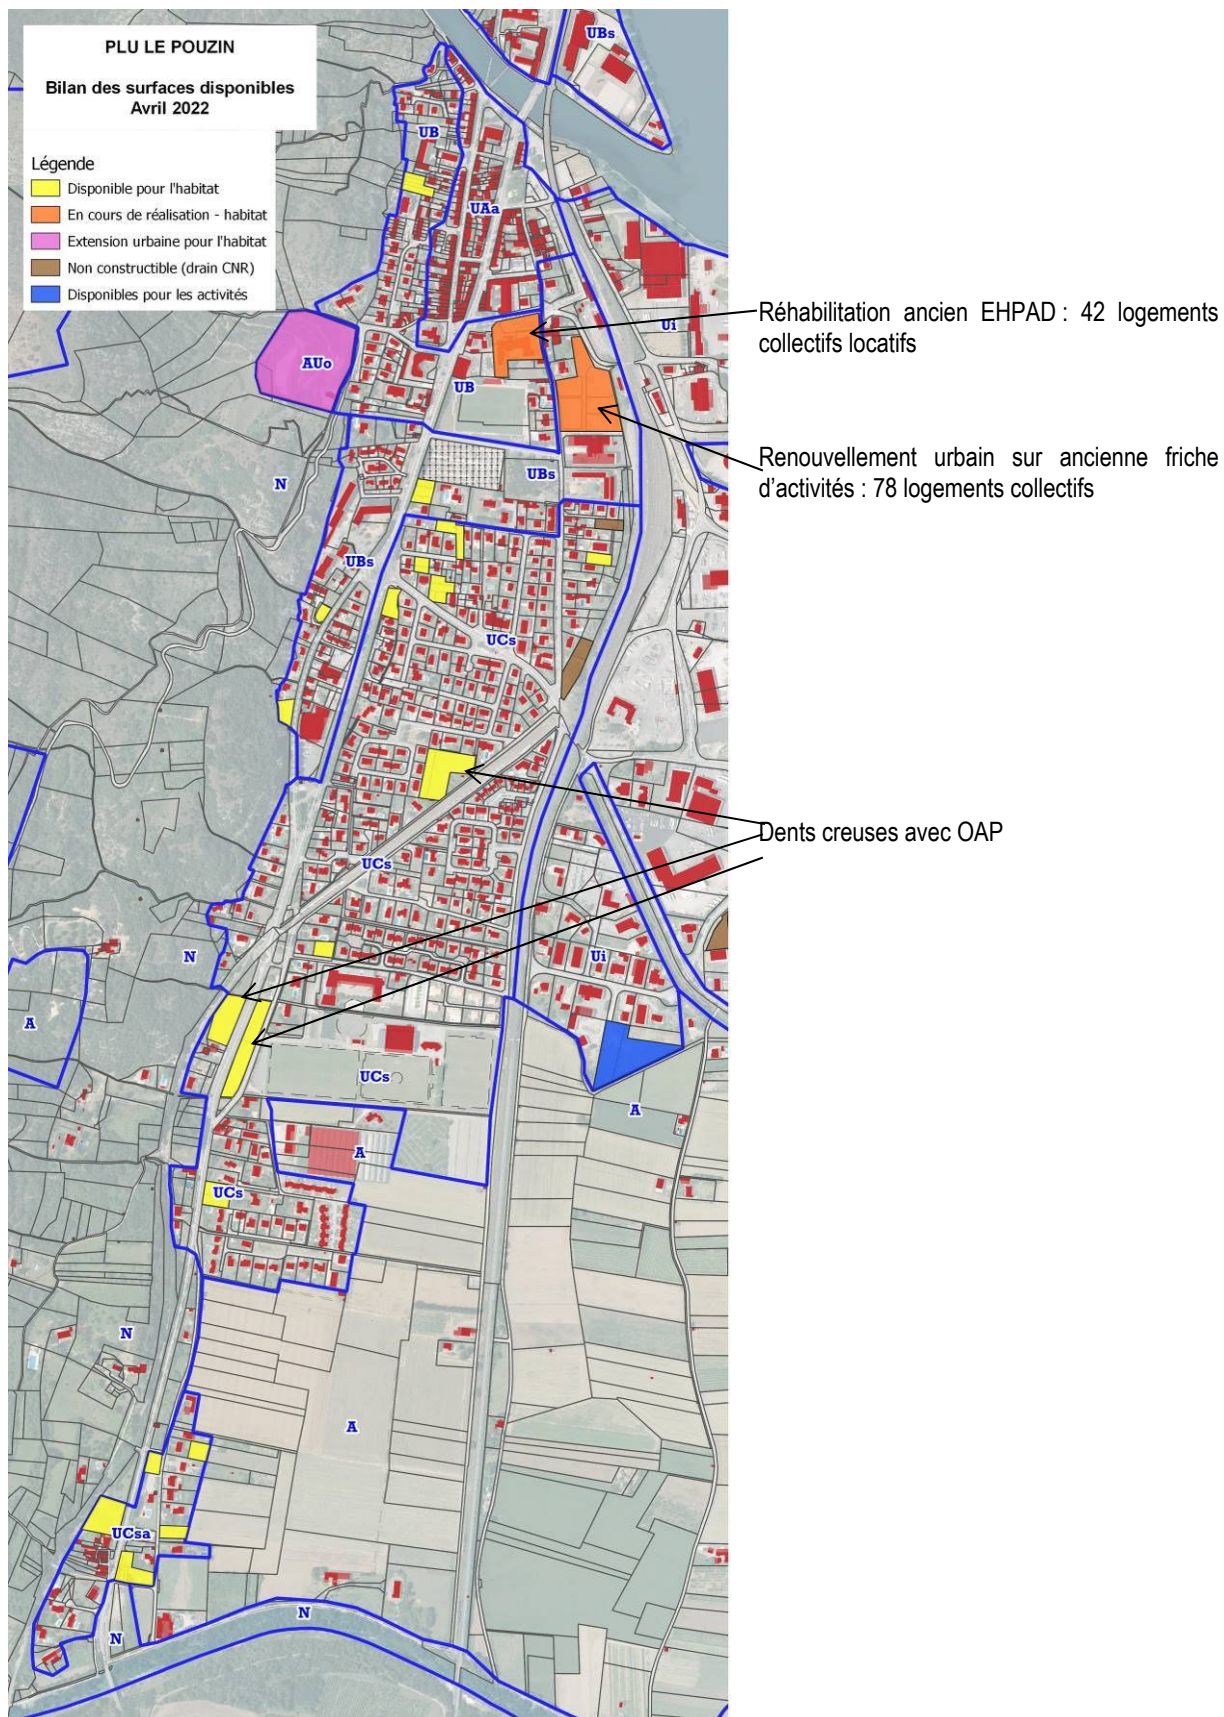 PLU LE POUZIN
Bilan des surfaces disponibles
Avril 2022
Légende
Disponible pour l'habitat
En cours de réalisation - habitat
Extension urbaine pour l'habitat
Non constructible (drain CNR)
Disponibles pour les activités
UBs
UB
UAa
Ui
AUo
UB
Réhabilitation ancien EHPAD : 42 logements
collectifs locatifs
Renouvellement urbain sur ancienne friche
d'activités : 78 logements collectifs
N
UBs
UBs
UCs
Dents creuses avec OAP
UCs
N
Ui
A
UCs
A
A
UCs
N
A
UCsa
N
N